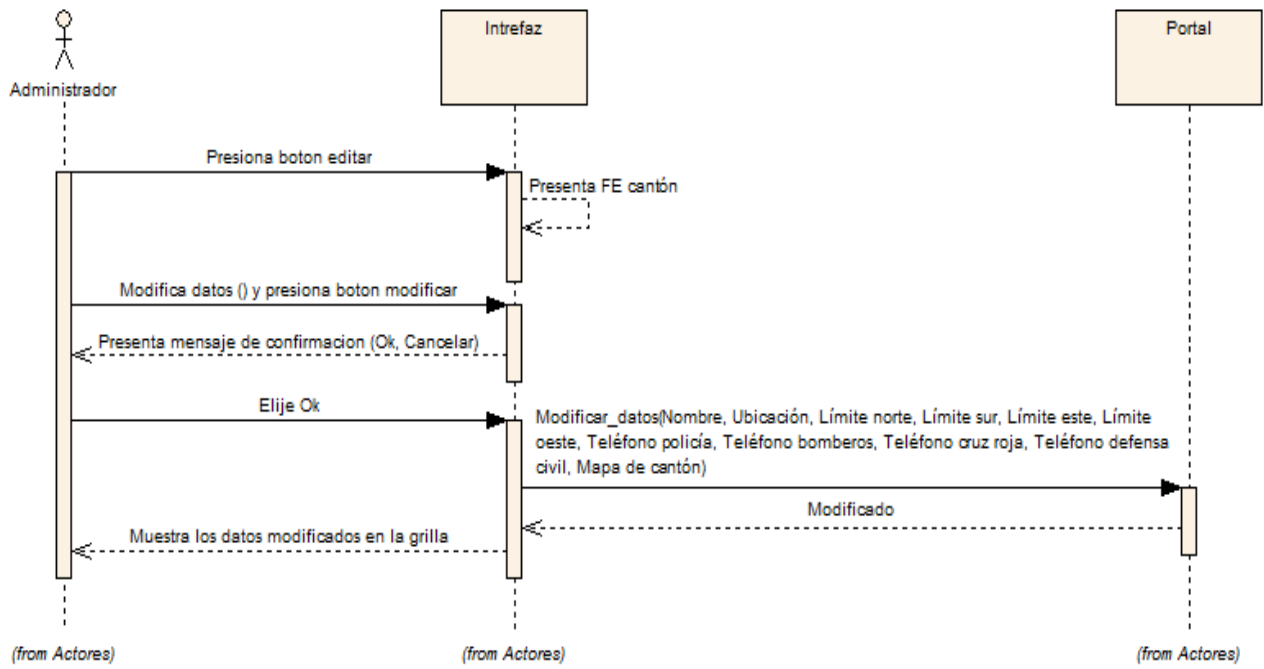 Intrefaz
Portal
Administrador
Presiona boton editar
Presenta FE cantón
Modifica datos () y presiona boton modificar
Presenta mensaje de confirmacion (Ok, Cancelar)
Elije Ok
Modificar_datos(Nombre, Ubicación, Límite norte, Límite sur, Límite este, Límite
oeste, Teléfono policía, Teléfono bomberos, Teléfono cruz roja, Teléfono defensa
civil, Mapa de cantón)
Modificado
Muestra los datos modificados en la grilla
(from Actores)
(from Actores)
(from Actores)